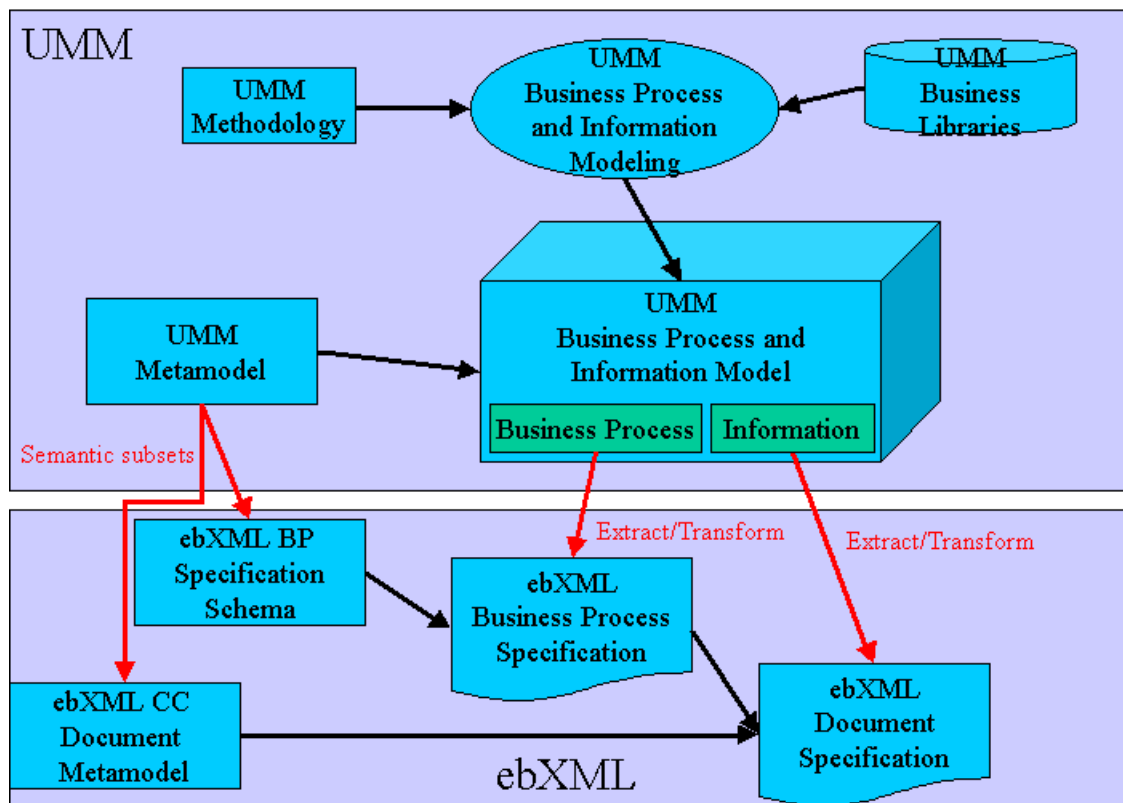 UMM
UMM
Methodology
UMM
Business Process
and Information
Modeling
UMM
Business
Libraries
UMM
Metamodel
UMM
Business Process and
Information Model
Business Process
Information
Semantic subsets
Extract/Transform
Extract/Transform
ebXML BP
Specification
Schema
ebXML
Business Process
Specification
ebXML CC
Document
Metamodel
ebXML
Document
Specification
ebXML